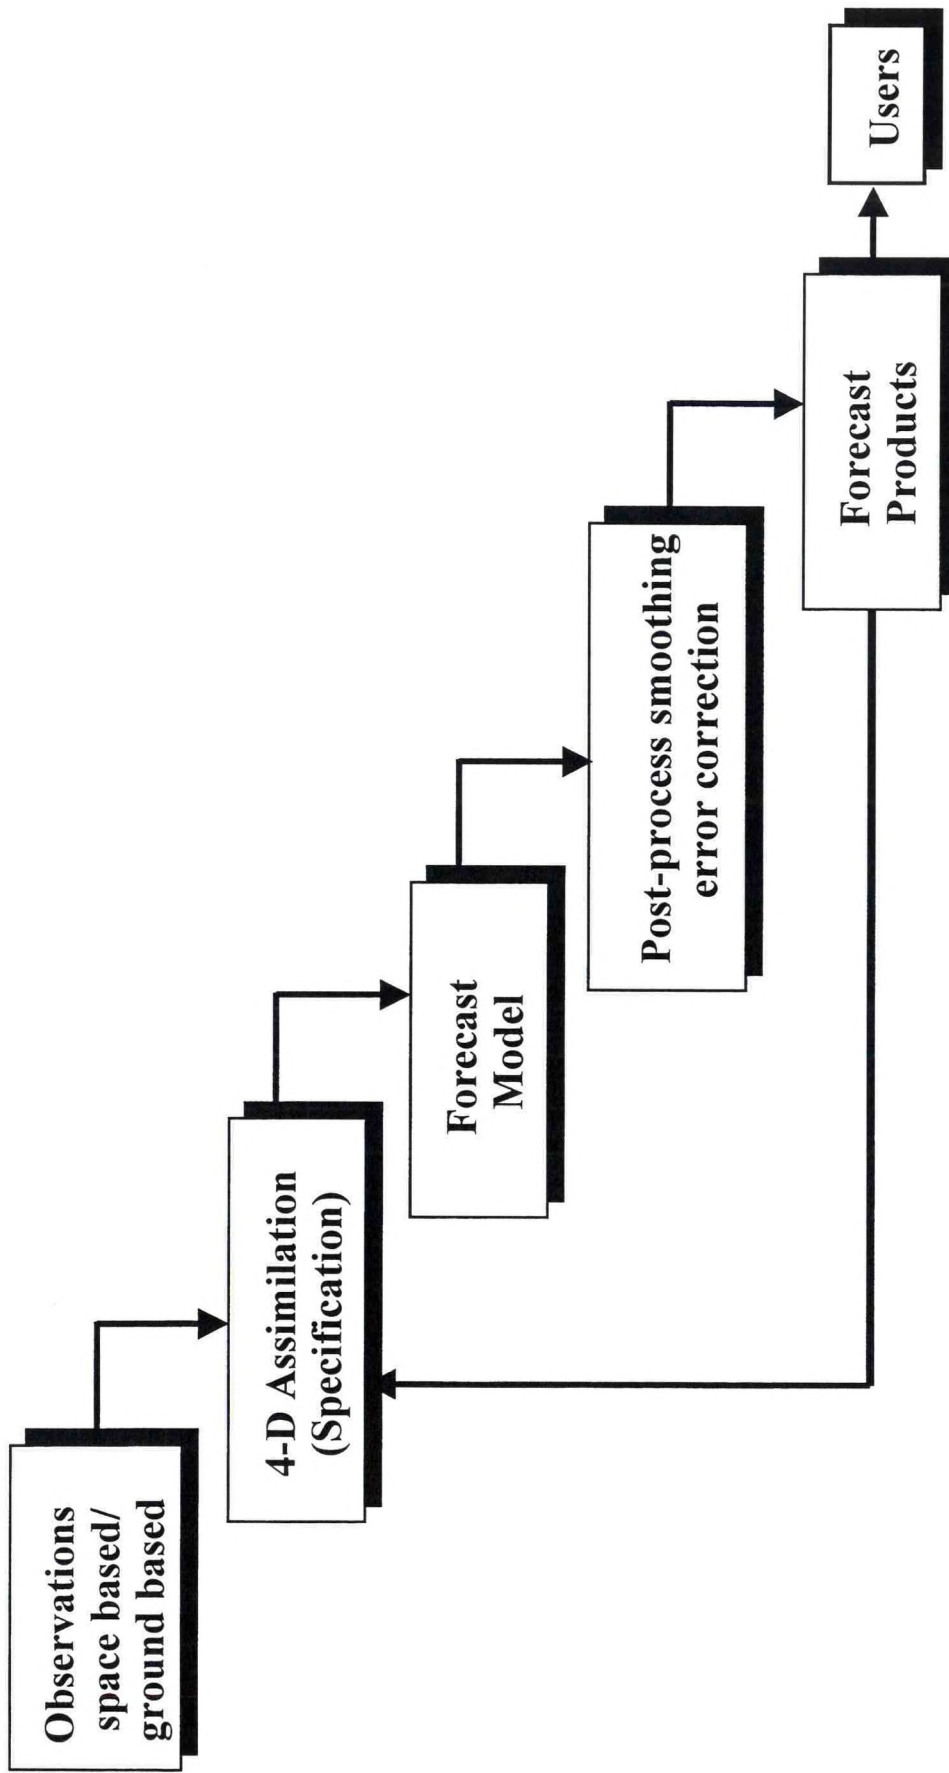 Observations
space based/
ground based
4-D Assimilation
(Specification)
Forecast
Model
Post-process smoothing
error correction
Forecast
Products
Users